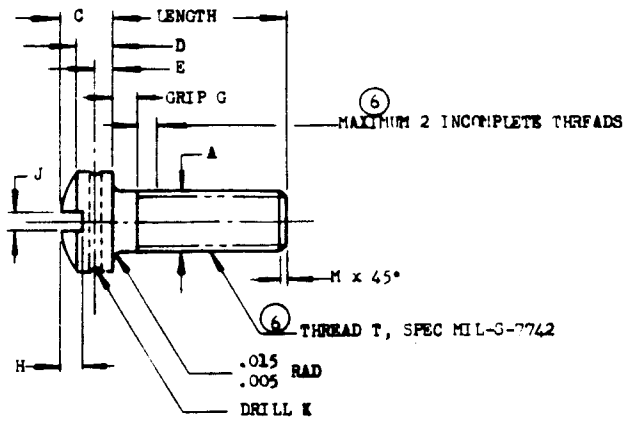 C LENGTH
D
E
GRIP G
6
MAXIMUM 2 INCOMPLETE THREADS
A
J
M x 45°
6 THREAD T, SPEC MIL-S-7742
H
.015
.005 RAD
DRILL K